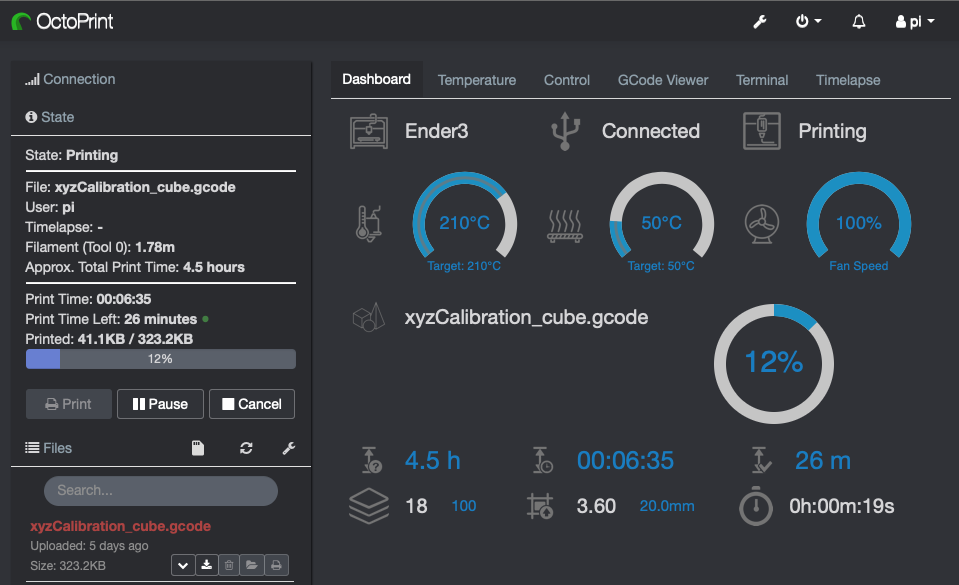 OctoPrint
pi
Connection
State
State: Printing
File: xyzCalibration_cube.gcode
User: pi
Timelapse: -
Filament (Tool 0): 1.78m
Approx. Total Print Time: 4.5 hours
Print Time: 00:06:35
Print Time Left: 26 minutes
Printed: 41.1KB / 323.2KB
12%
Print Pause Cancel
Files
Search...
xyzCalibration_cube.gcode
Uploaded: 5 days ago
Size: 323.2KB
Dashboard Temperature Control GCode Viewer Terminal Timelapse
Ender3 Connected Printing
210°C 50°C 100%
Target: 210°C Target: 50°C Fan Speed
xyzCalibration_cube.gcode
12%
4.5 h 00:06:35 26 m
18 100 3.60 20.0mm 0h:00m:19s